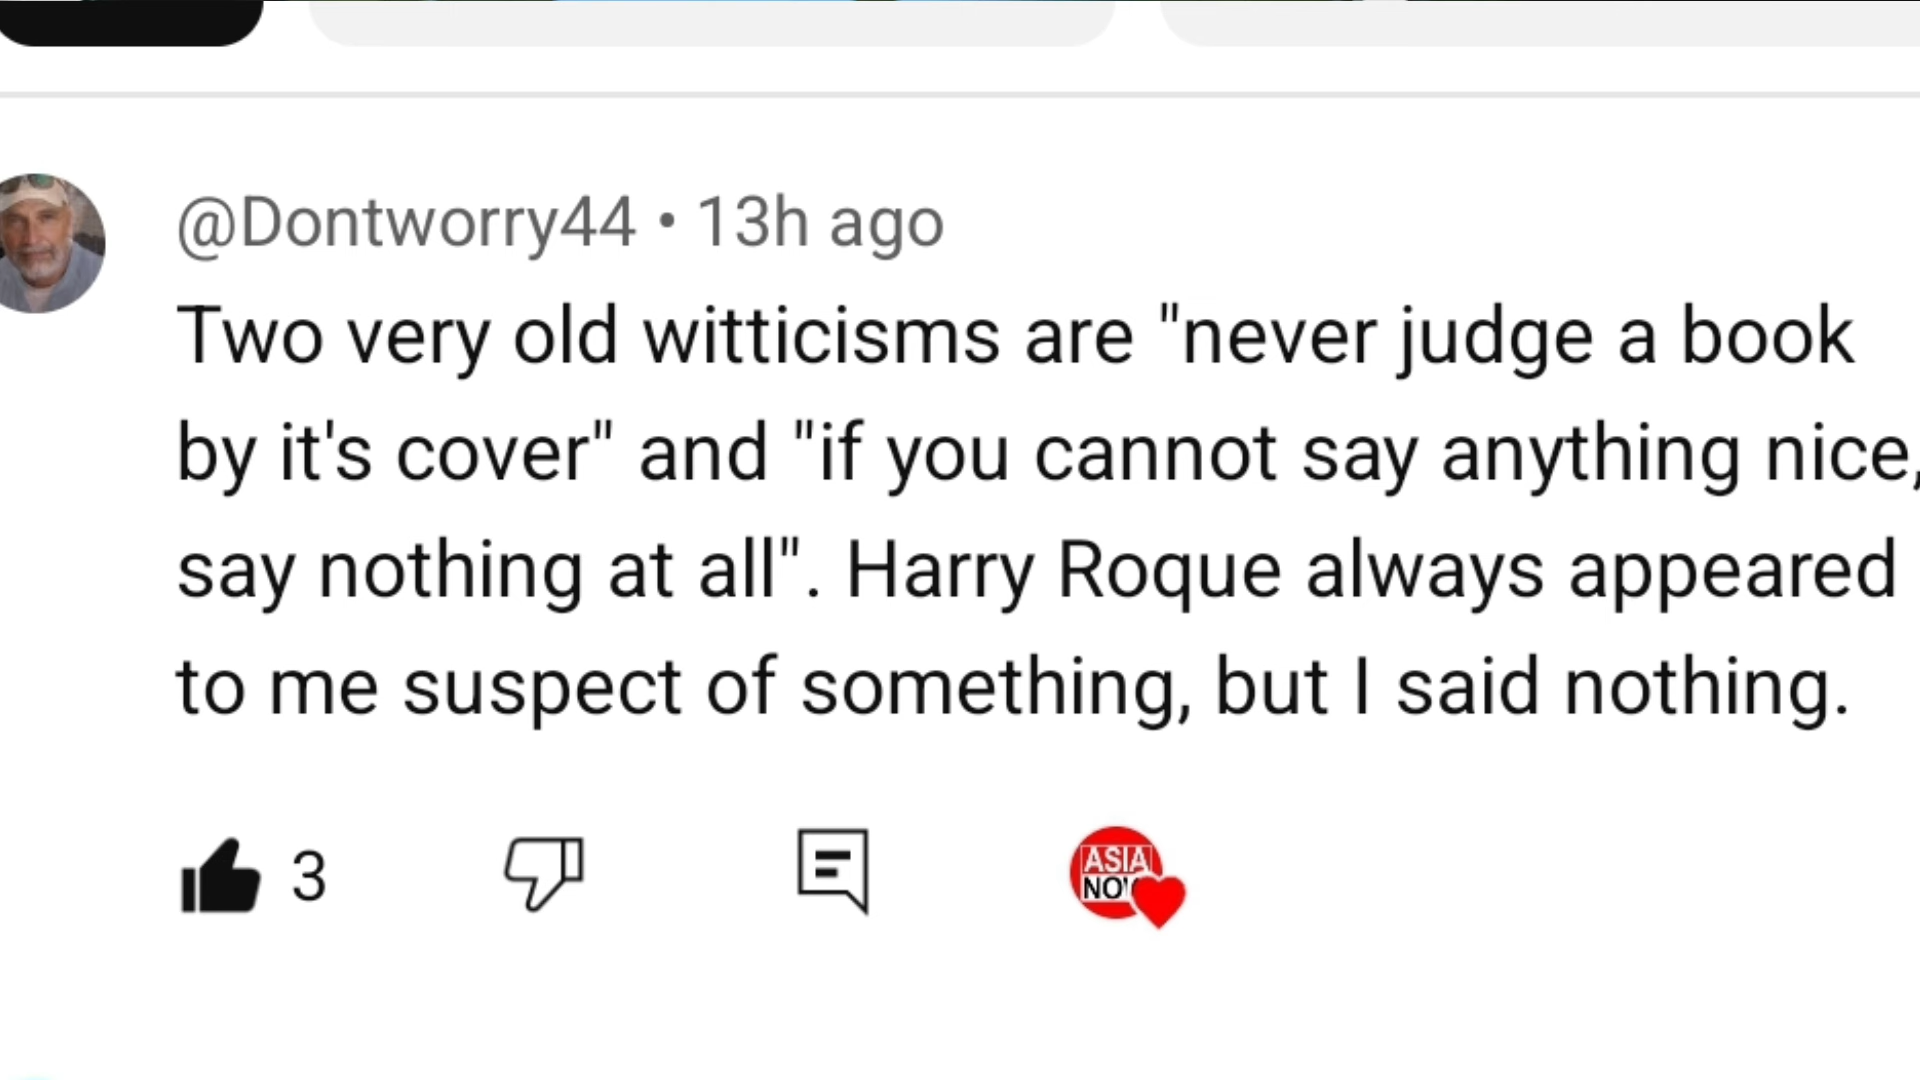 @Dontworry44 • 13h ago
Two very old witticisms are "never judge a book
by it's cover" and "if you cannot say anything nice,
say nothing at all". Harry Roque always appeared
to me suspect of something, but I said nothing.
3
ASIA